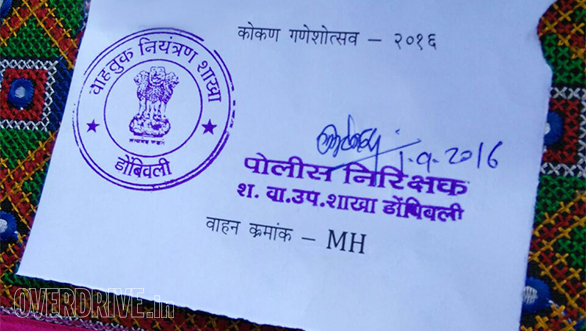 कोकण गणेशोत्सव – २०१६
वाहतुक नियंत्रण शाखा
डोंबिवली
1-9-2016
पोलीस निरिक्षक
श. वा.उप.शाखा डोंबिवली
वाहन क्रमांक – MH
OVERDRIVE.in